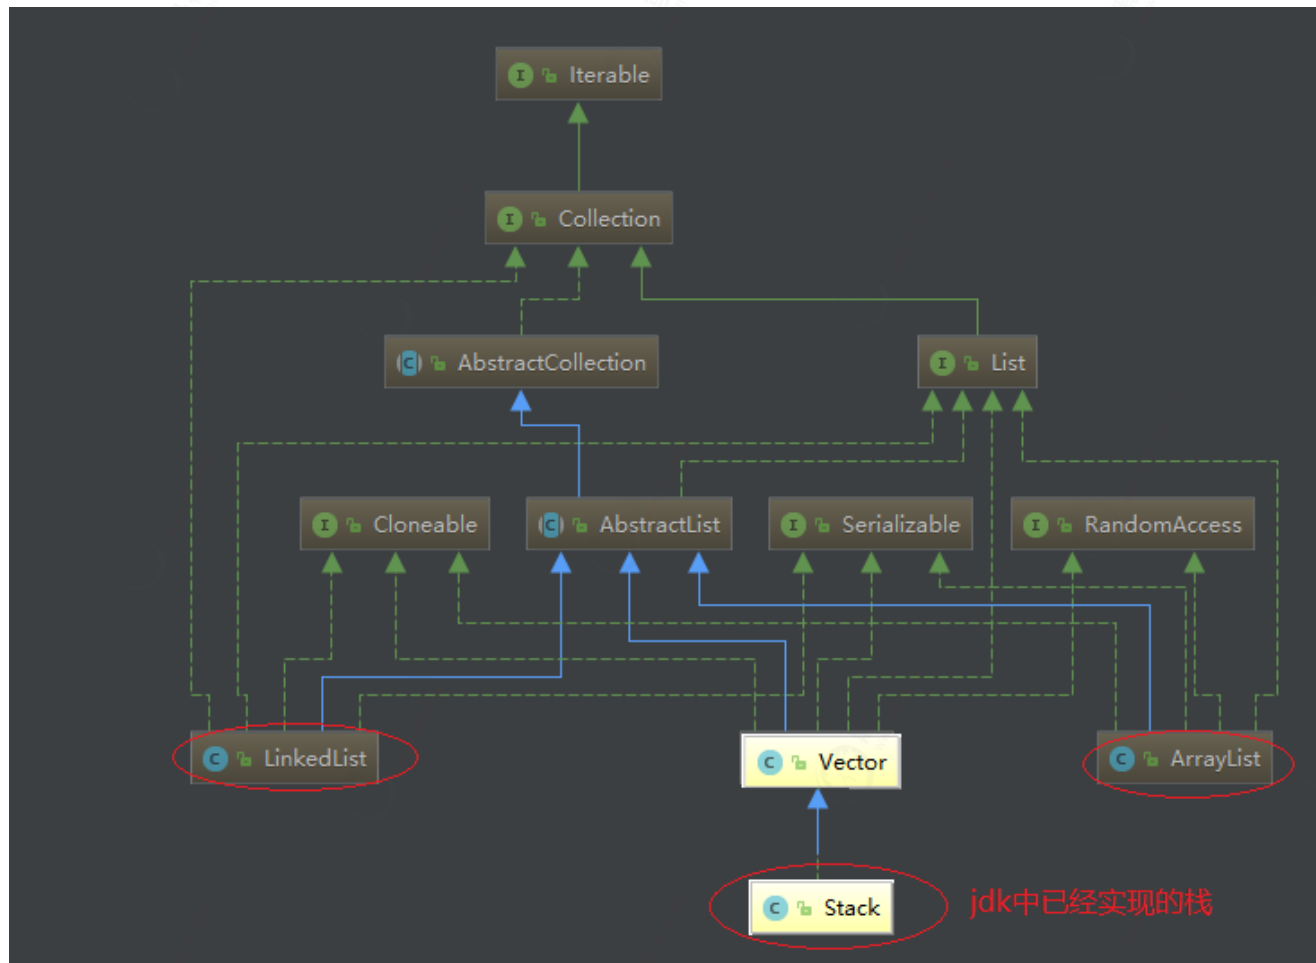 Iterable
Collection
AbstractCollection
List
Cloneable
AbstractList
Serializable
RandomAccess
LinkedList
Vector
ArrayList
Stack
jdk中已经实现的栈